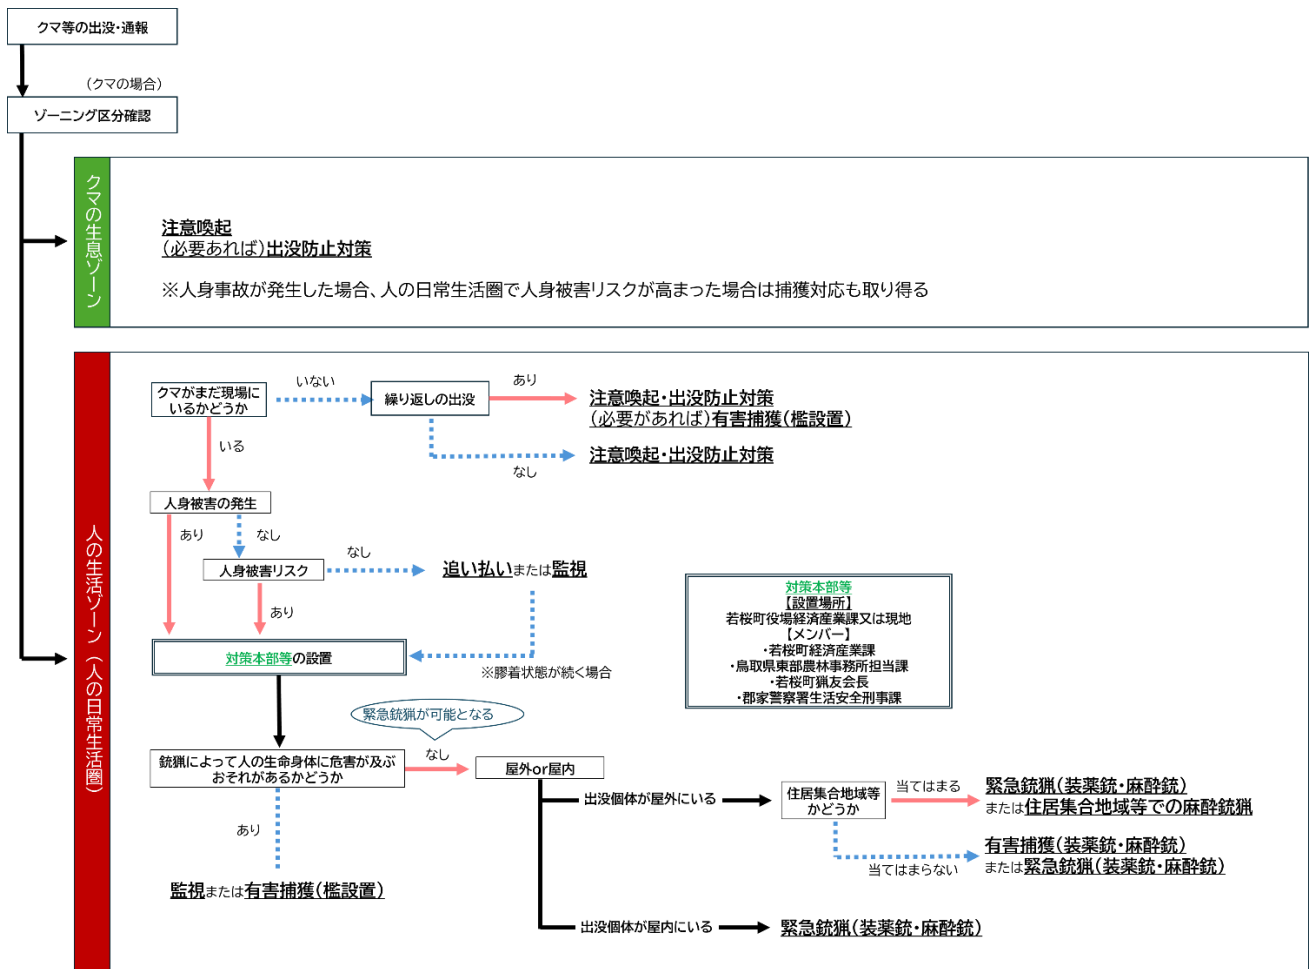 クマ等の出没・通報
（クマの場合）
ゾーニング区分確認
クマの生息ゾーン
注意喚起
（必要あれば）出没防止対策
※人身事故が発生した場合、人の日常生活圏で人身被害リスクが高まった場合は捕獲対応も取り得る
人の生活ゾーン（人の日常生活圏）
クマがまだ現場に
いるかどうか
いない
繰り返しの出没
あり
注意喚起・出没防止対策
（必要があれば）有害捕獲（檻設置）
なし
注意喚起・出没防止対策
いる
人身被害の発生
あり
なし
人身被害リスク
なし
追い払いまたは監視
あり
対策本部等の設置
※膠着状態が続く場合
対策本部等
【設置場所】
若桜町役場経済産業課又は現地
【メンバー】
・若桜町経済産業課
・鳥取県東部農林事務所担当課
・若桜町猟友会長
・郡家警察署生活安全刑事課
緊急銃猟が可能となる
銃猟によって人の生命身体に危害が及ぶ
おそれがあるかどうか
なし
屋外or屋内
あり
監視または有害捕獲（檻設置）
出没個体が屋外にいる
住居集合地域等
かどうか
当てはまる
緊急銃猟（装薬銃・麻酔銃）
または住居集合地域等での麻酔銃猟
当てはまらない
有害捕獲（装薬銃・麻酔銃）
または緊急銃猟（装薬銃・麻酔銃）
出没個体が屋内にいる
緊急銃猟（装薬銃・麻酔銃）